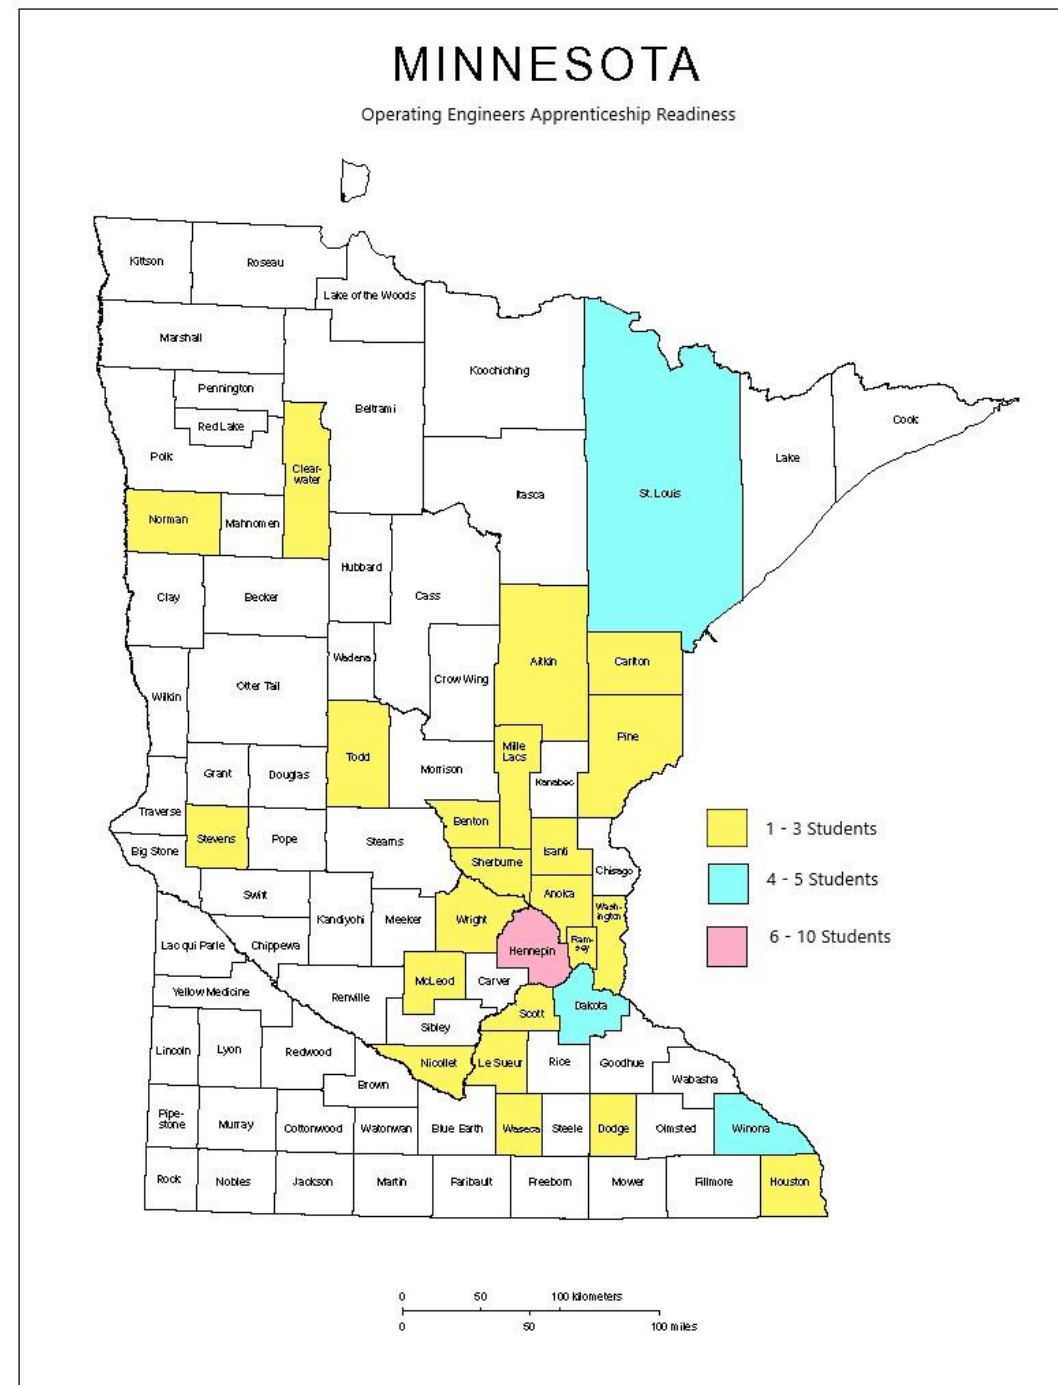 MINNESOTA
Operating Engineers Apprenticeship Readiness
Kittson
Roseau
Lake of the Woods
Marshall
Koochiching
Pennington
Beltrami
Red Lake
Cook
Polk
Lake
Clear-
water
Itasca
St. Louis
Norman
Mahnomen
Hubbard
Clay
Becker
Cass
Wadena
Aitkin
Carlton
Crow Wing
Otter Tail
Wilkin
Pine
Mille
Lacs
Todd
Morrison
Grant
Douglas
Kanabec
Traverse
Benton
1 - 3 Students
Stevens
Pope
Stearns
Big Stone
Isanti
Sherburne
Chisago
4 - 5 Students
Swift
Anoka
Kandiyohi
Meeker
Wright
Wash-
ington
6 - 10 Students
Lac qui Parle
Chippewa
Hennepin
Ram-
sey
McLeod
Carver
Yellow Medicine
Renville
Dakota
Scott
Sibley
Lincoln
Lyon
Redwood
Nicollet
Le Sueur
Rice
Goodhue
Wabasha
Brown
Pipe-
stone
Murray
Cottonwood
Watonwan
Blue Earth
Waseca
Steele
Dodge
Olmsted
Winona
Rock
Nobles
Jackson
Martin
Faribault
Freeborn
Mower
Fillmore
Houston
0 50 100 kilometers
0 50 100 miles